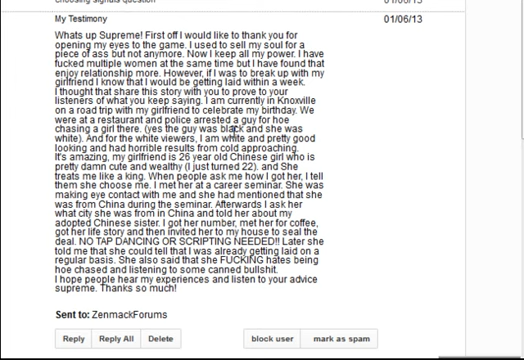 choosing signals question 01/06/13
My Testimony 01/06/13
Whats up Supreme! First off I would like to thank you for
opening my eyes to the game. I used to sell my soul for a
piece of ass but not anymore. Now I keep all my power. I have
fucked multiple women at the same time but I have found that
enjoy relationship more. However, if I was to break up with my
girlfriend I know that I would be getting laid within a week.
I thought that share this story with you to prove to your
listeners of what you keep saying. I am currently in Knoxville
on a road trip with my girlfriend to celebrate my birthday. We
were at a restaurant and police arrested a guy for hoe
chasing a girl there. (yes the guy was black and she was
white). And for the white viewers, I am white and pretty good
looking and had horrible results from cold approaching.
It's amazing, my girlfriend is 26 year old Chinese girl who is
pretty damn cute and wealthy (I just turned 22). and She
treats me like a king. When people ask me how I got her, I tell
them she choose me. I met her at a career seminar. She was
making eye contact with me and she had mentioned that she
was from China during the seminar. Afterwards I ask her
what city she was from in China and told her about my
adopted Chinese sister. I got her number, met her for coffee,
got her life story and then invited her to my house to seal the
deal. NO TAP DANCING OR SCRIPTING NEEDED!! Later she
told me that she could tell that I was already getting laid on a
regular basis. She also said that she FUCKING hates being
hoe chased and listening to some canned bullshit.
I hope people hear my experiences and listen to your advice
supreme. Thanks so much!
Sent to: ZenmackForums
Reply Reply All Delete block user mark as spam